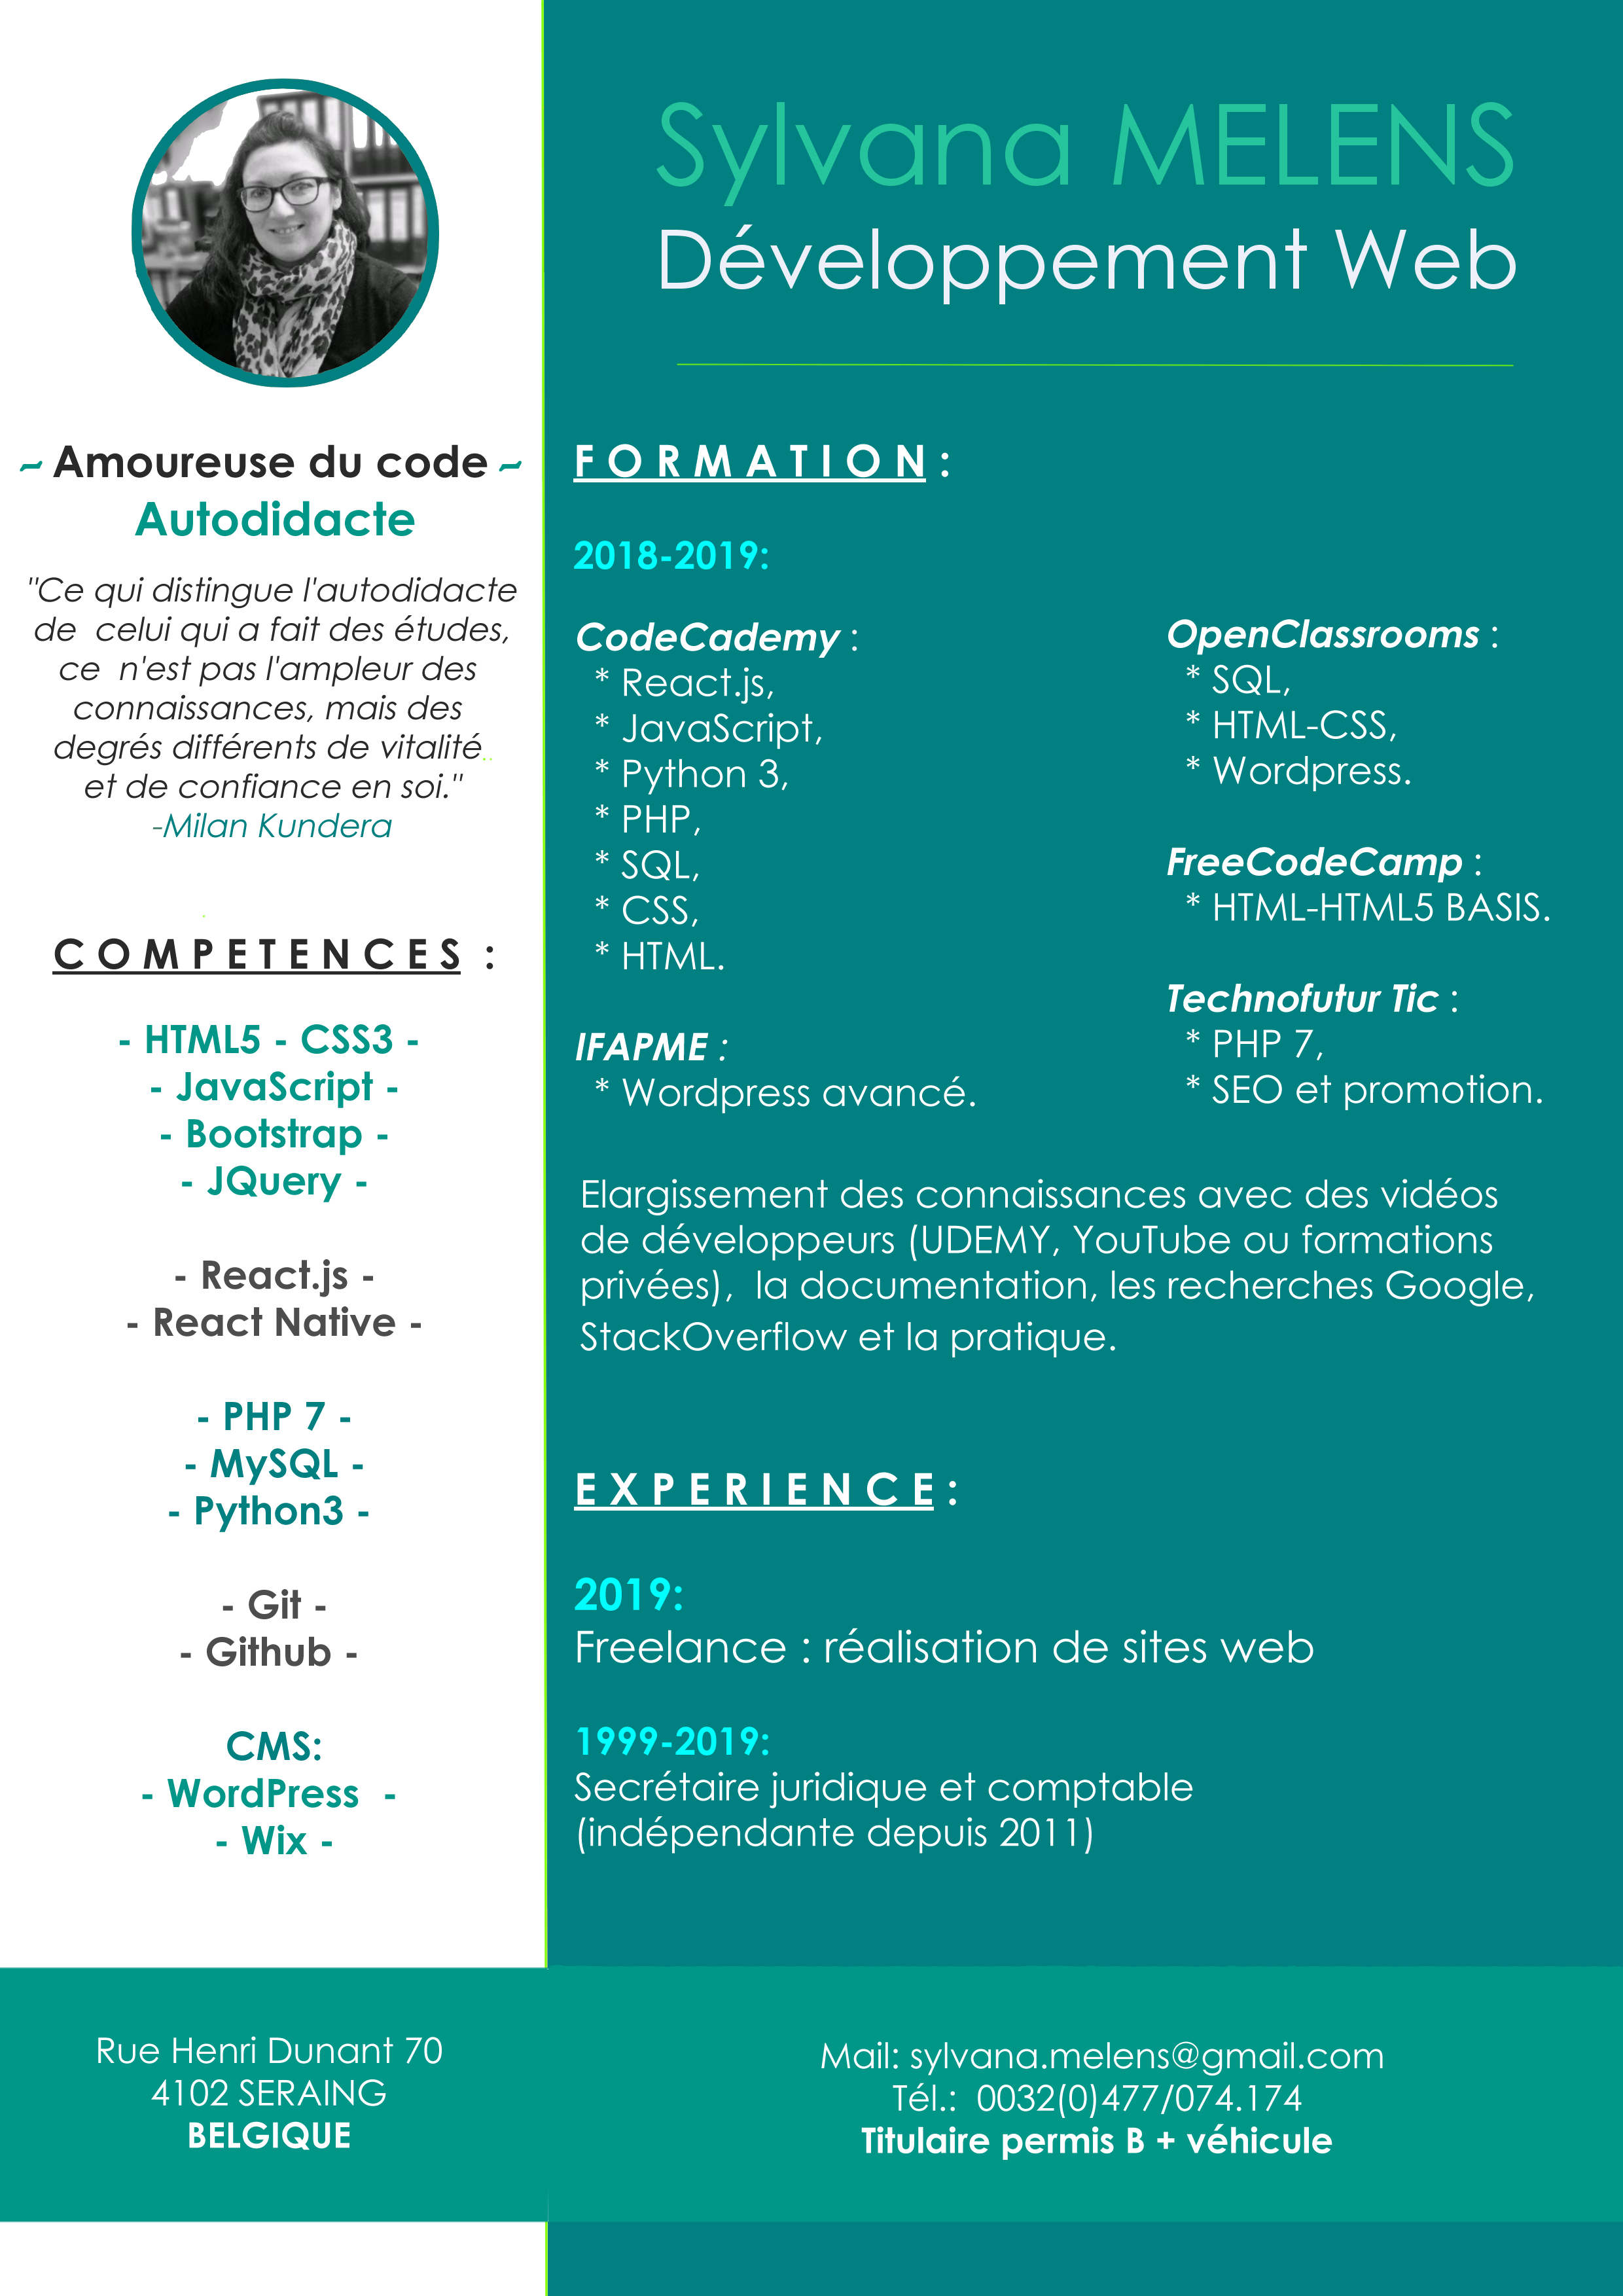 Sylvana MELENS
Développement Web
~ Amoureuse du code ~
Autodidacte
"Ce qui distingue l'autodidacte
de celui qui a fait des études,
ce n'est pas l'ampleur des
connaissances, mais des
degrés différents de vitalité..
et de confiance en soi."
-Milan Kundera
COMPETENCES :
- HTML5 - CSS3 -
- JavaScript -
- Bootstrap -
- JQuery -
- React.js -
- React Native -
- PHP 7 -
- MySQL -
- Python3 -
- Git -
- Github -
CMS:
- WordPress -
- Wix -
FORMATION :
2018-2019:
CodeCademy :
* React.js,
* JavaScript,
* Python 3,
* PHP,
* SQL,
* CSS,
* HTML.
IFAPME :
* Wordpress avancé.
OpenClassrooms :
* SQL,
* HTML-CSS,
* Wordpress.
FreeCodeCamp :
* HTML-HTML5 BASIS.
Technofutur Tic :
* PHP 7,
* SEO et promotion.
Elargissement des connaissances avec des vidéos
de développeurs (UDEMY, YouTube ou formations
privées), la documentation, les recherches Google,
StackOverflow et la pratique.
EXPERIENCE :
2019:
Freelance : réalisation de sites web
1999-2019:
Secrétaire juridique et comptable
(indépendante depuis 2011)
Rue Henri Dunant 70
4102 SERAING
BELGIQUE
Mail: sylvana.melens@gmail.com
Tél.: 0032(0)477/074.174
Titulaire permis B + véhicule